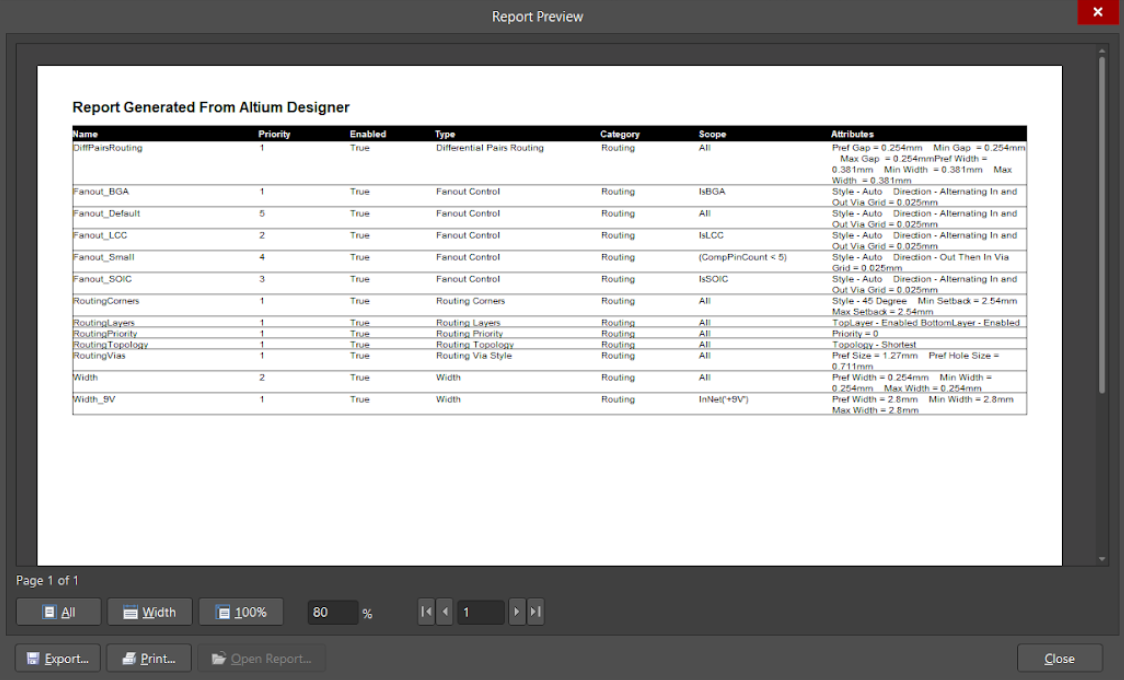 Report Preview
Report Generated From Altium Designer
Name Priority Enabled Type Category Scope Attributes
DiffPairsRouting 1 True Differential Pairs Routing Routing All Pref Gap = 0.254mm Min Gap = 0.254mm
Max Gap = 0.254mmPref Width =
0.381mm Min Width = 0.381mm Max
Width = 0.381mm
Fanout_BGA 1 True Fanout Control Routing IsBGA Style - Auto Direction - Alternating In and
Out Via Grid = 0.025mm
Fanout_Default 5 True Fanout Control Routing All Style - Auto Direction - Alternating In and
Out Via Grid = 0.025mm
Fanout_LCC 2 True Fanout Control Routing IsLCC Style - Auto Direction - Alternating In and
Out Via Grid = 0.025mm
Fanout_Small 4 True Fanout Control Routing (CompPinCount < 5) Style - Auto Direction - Out Then In Via
Grid = 0.025mm
Fanout_SOIC 3 True Fanout Control Routing IsSOIC Style - Auto Direction - Alternating In and
Out Via Grid = 0.025mm
RoutingCorners 1 True Routing Corners Routing All Style - 45 Degree Min Setback = 2.54mm
Max Setback = 2.54mm
RoutingLayers 1 True Routing Layers Routing All TopLayer - Enabled BottomLayer - Enabled
RoutingPriority 1 True Routing Priority Routing All Priority = 0
RoutingTopology 1 True Routing Topology Routing All Topology - Shortest
RoutingVias 1 True Routing Via Style Routing All Pref Size = 1.27mm Pref Hole Size =
0.711mm
Width 2 True Width Routing All Pref Width = 0.254mm Min Width =
0.254mm Max Width = 0.254mm
Width_9V 1 True Width Routing InNet('+9V') Pref Width = 2.8mm Min Width = 2.8mm
Max Width = 2.8mm
Page 1 of 1
All Width 100% 80 % 1
Export... Print... Open Report... Close